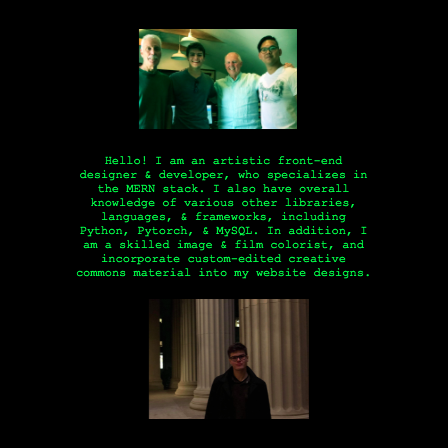 Hello! I am an artistic front-end
designer & developer, who specializes in
the MERN stack. I also have overall
knowledge of various other libraries,
languages, & frameworks, including
Python, Pytorch, & MySQL. In addition, I
am a skilled image & film colorist, and
incorporate custom-edited creative
commons material into my website designs.